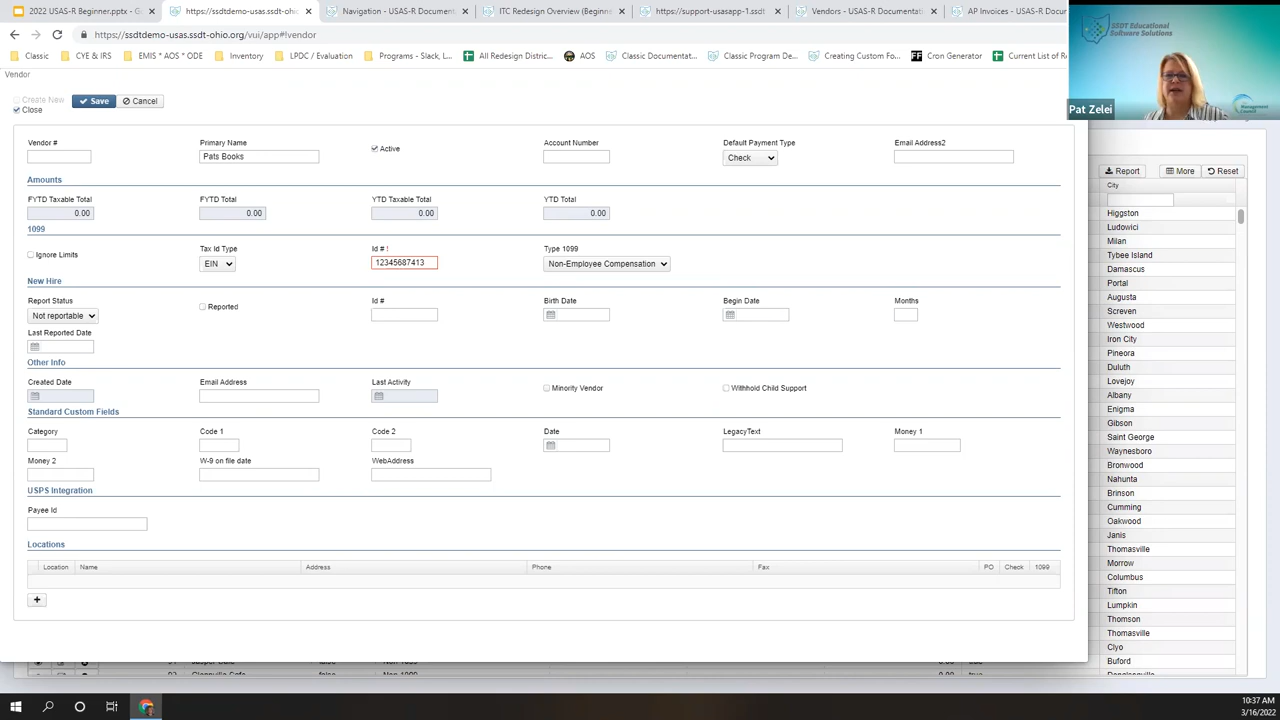 2022 USAS-R Beginner.pptx - G
https://ssdtdemo-usas.ssdt-ohio
Navigation - USAS-R Documentat
ITC Redesign Overview (Beginne
https://support-usasapp-1.ssdt
Vendors - USAS-R Documentati
AP Invoices - USAS-R Docu
https://ssdtdemo-usas.ssdt-ohio.org/vui/app#!vendor
Classic
CYE & IRS
EMIS * AOS * ODE
Inventory
LPDC / Evaluation
Programs - Slack, L...
All Redesign Distric...
AOS
Classic Documentat...
Classic Program De...
Creating Custom Fo...
Cron Generator
Current List of R
SSDT Educational
Software Solutions
Management
Council
Pat Zelei
Vendor
Create New
Close
Save
Cancel
Vendor #
Primary Name
Active
Account Number
Default Payment Type
Email Address2
Pats Books
Check
Amounts
FYTD Taxable Total
FYTD Total
YTD Taxable Total
YTD Total
0.00
0.00
0.00
0.00
1099
Ignore Limits
Tax Id Type
Id # !
Type 1099
EIN
12345687413
Non-Employee Compensation
New Hire
Report Status
Reported
Id #
Birth Date
Begin Date
Months
Not reportable
Last Reported Date
Other Info
Created Date
Email Address
Last Activity
Minority Vendor
Withhold Child Support
Standard Custom Fields
Category
Code 1
Code 2
Date
LegacyText
Money 1
Money 2
W-9 on file date
WebAddress
USPS Integration
Payee Id
Locations
Location
Name
Address
Phone
Fax
PO
Check
1099
+
Report
More
Reset
City
Higgston
Ludowici
Milan
Tybee Island
Damascus
Portal
Augusta
Screven
Westwood
Iron City
Pineora
Duluth
Lovejoy
Albany
Enigma
Gibson
Saint George
Waynesboro
Bronwood
Nahunta
Brinson
Cumming
Oakwood
Janis
Thomasville
Morrow
Columbus
Tifton
Lumpkin
Thomson
Thomasville
Clyo
Buford
10:37 AM
3/16/2022